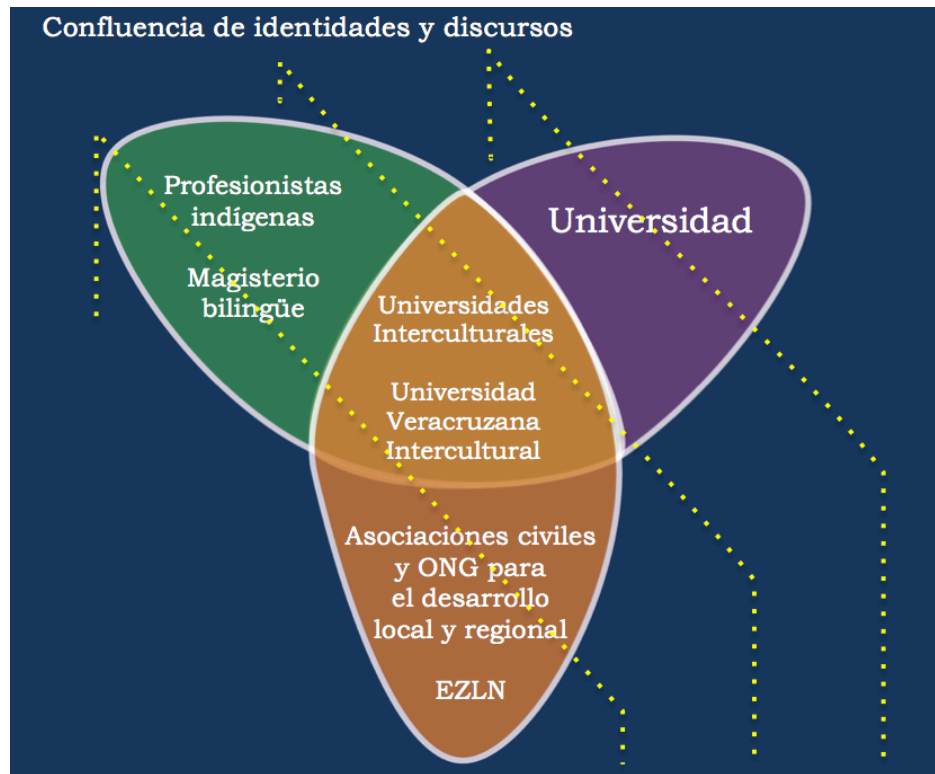 Confluencia de identidades y discursos
Profesionistas
indígenas
Magisterio
bilingüe
Universidad
Universidades
Interculturales
Universidad
Veracruzana
Intercultural
Asociaciones civiles
y ONG para
el desarrollo
local y regional
EZLN